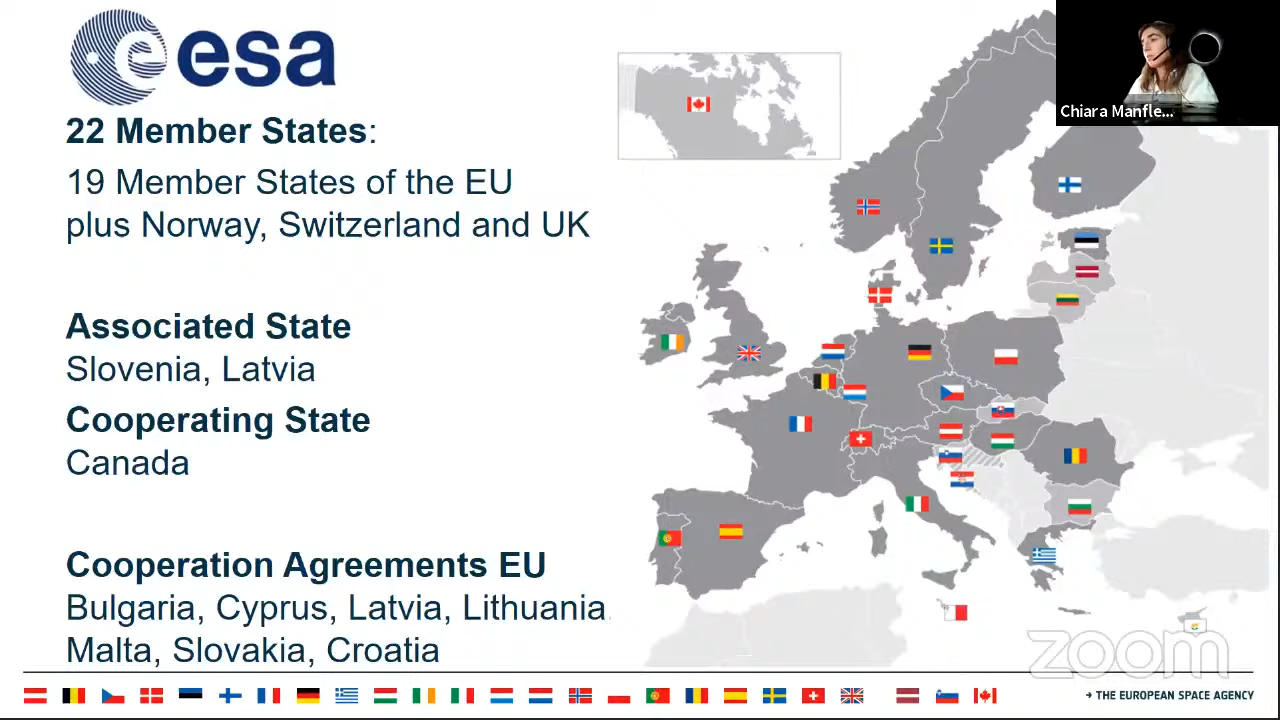 esa
22 Member States:
19 Member States of the EU
plus Norway, Switzerland and UK
Associated State
Slovenia, Latvia
Cooperating State
Canada
Cooperation Agreements EU
Bulgaria, Cyprus, Latvia, Lithuania
Malta, Slovakia, Croatia
Chiara Manfle...
zoom
→ THE EUROPEAN SPACE AGENCY